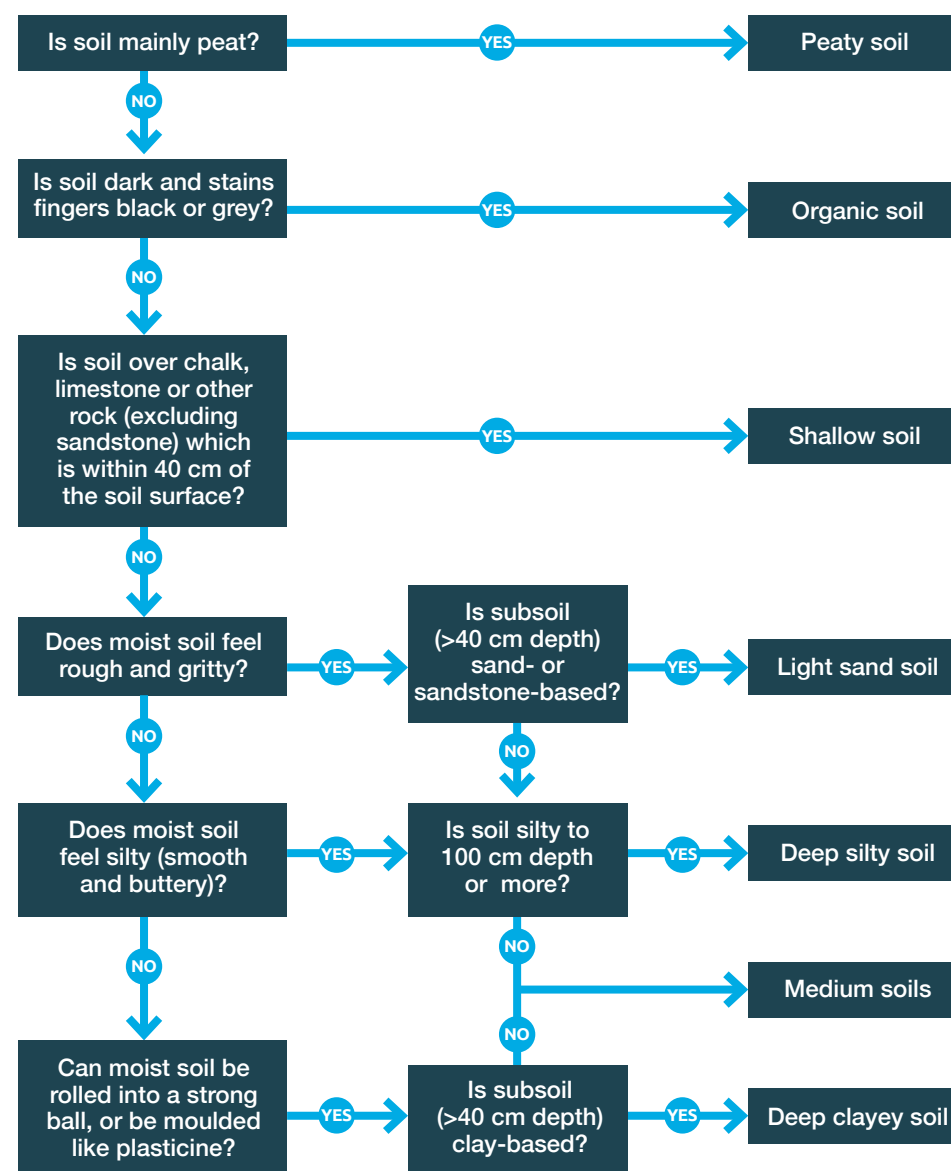 Is soil mainly peat?
YES
Peaty soil
NO
Is soil dark and stains
fingers black or grey?
YES
Organic soil
NO
Is soil over chalk,
limestone or other
rock (excluding
sandstone) which
is within 40 cm of
the soil surface?
YES
Shallow soil
NO
Does moist soil feel
rough and gritty?
YES
Is subsoil
(>40 cm depth)
sand- or
sandstone-based?
YES
Light sand soil
NO
NO
Does moist soil
feel silty (smooth
and buttery)?
YES
Is soil silty to
100 cm depth
or more?
YES
Deep silty soil
NO
NO
Medium soils
NO
Can moist soil be
rolled into a strong
ball, or be moulded
like plasticine?
YES
Is subsoil
(>40 cm depth)
clay-based?
YES
Deep clayey soil